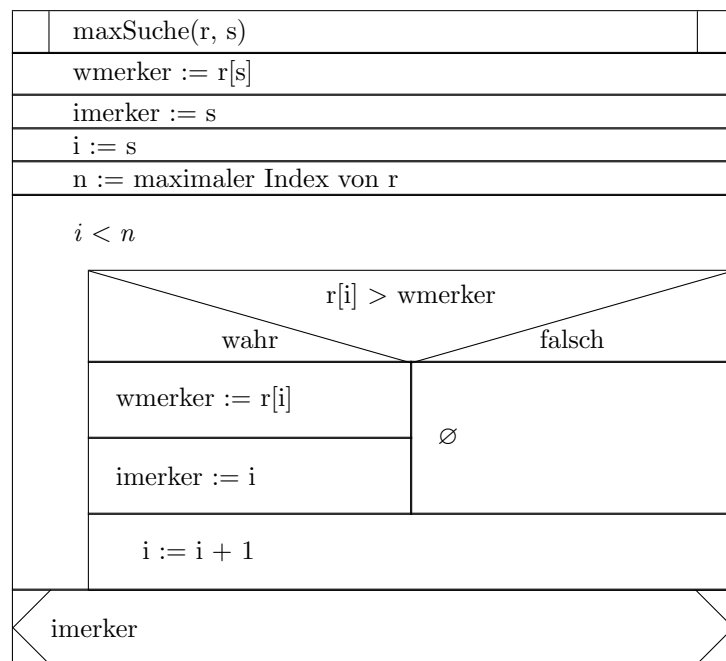 maxSuche(r, s)
wmerker := r[s]
imerker := s
i := s
n := maximaler Index von r
i < n
r[i] > wmerker
wahr falsch
wmerker := r[i]
∅
imerker := i
i := i + 1
imerker